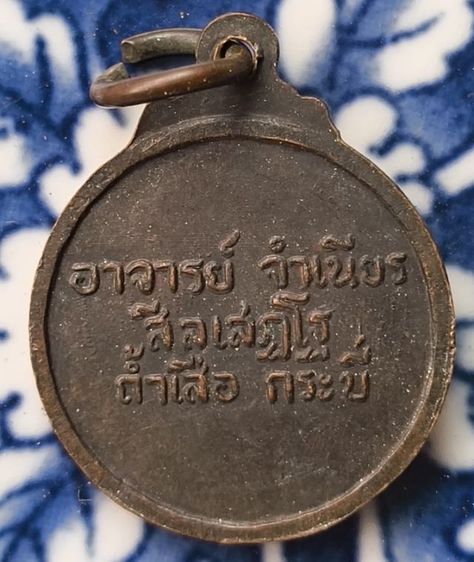 อาจารย์ จำเนียร
สีลเสฏฺโฐ
ถ้ำเสือ กระบี่